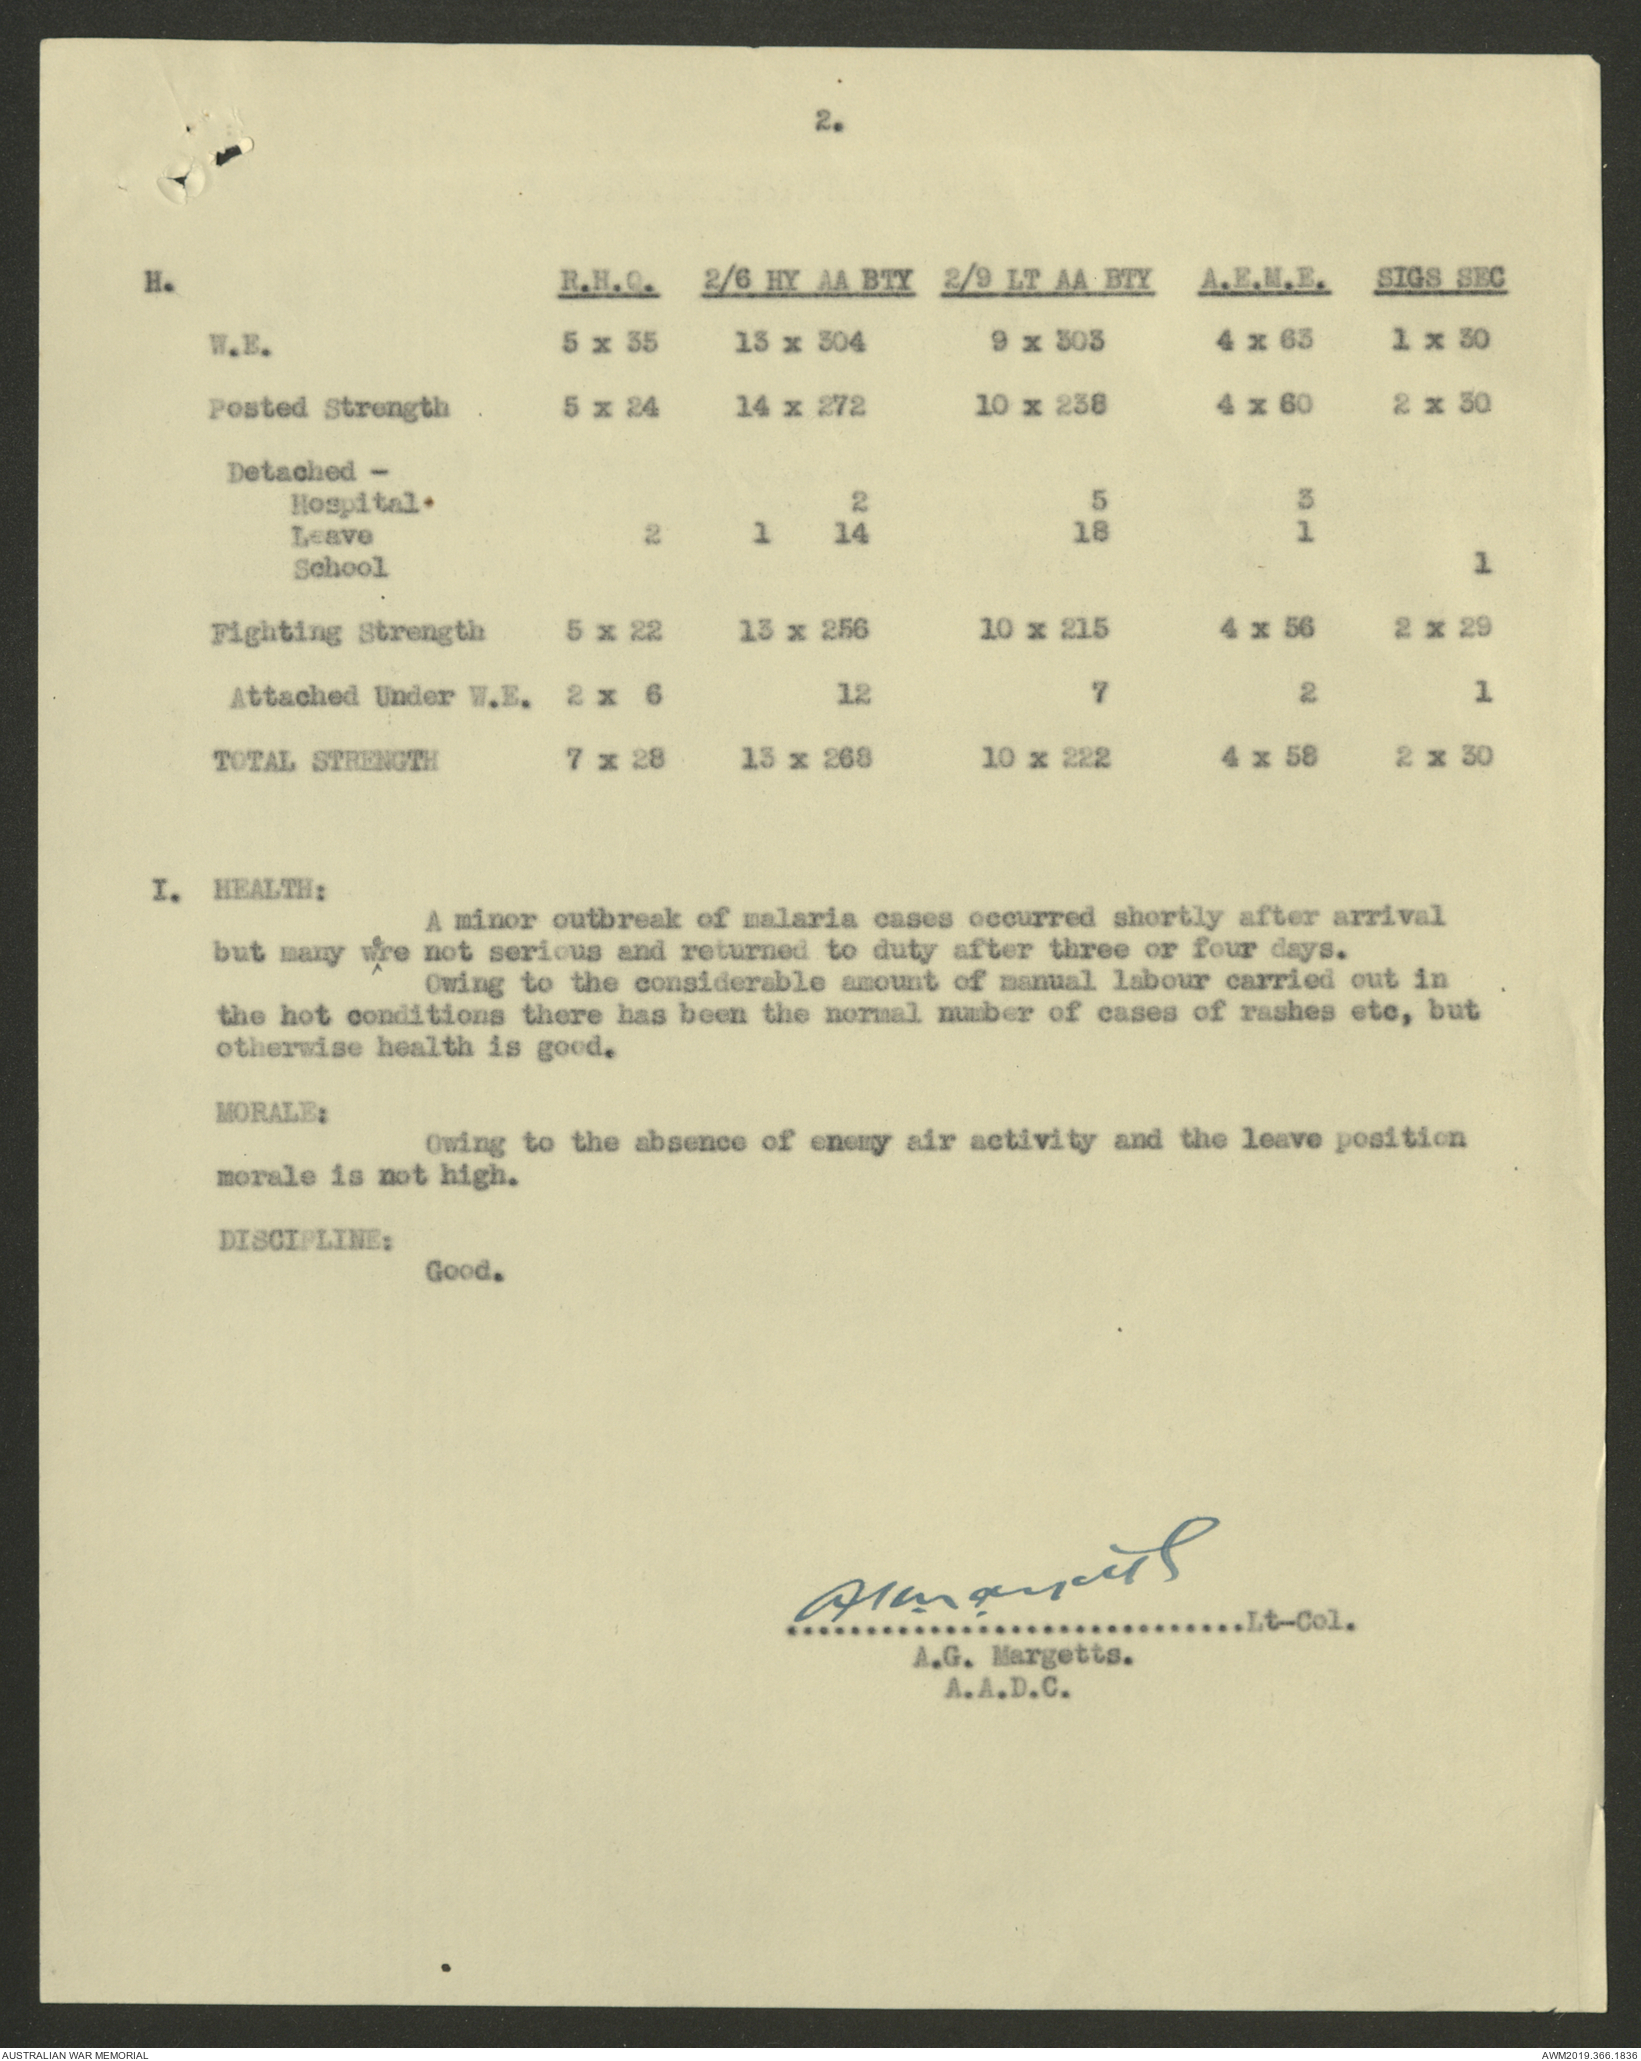 2.
H. R.H.Q. 2/6 HY AA BTY 2/9 LT AA BTY A.E.M.E. SIGS SEC
W.E. 5 x 35 13 x 304 9 x 303 4 x 63 1 x 30
Posted Strength 5 x 24 14 x 272 10 x 238 4 x 60 2 x 30
Detached -
Hospital 2 5 3
Leave 2 1 14 18 1
School 1
Fighting Strength 5 x 22 13 x 256 10 x 215 4 x 56 2 x 29
Attached Under W.E. 2 x 6 12 7 2 1
TOTAL STRENGTH 7 x 28 13 x 268 10 x 222 4 x 58 2 x 30
I. HEALTH:
A minor outbreak of malaria cases occurred shortly after arrival
but many were not serious and returned to duty after three or four days.
Owing to the considerable amount of manual labour carried out in
the hot conditions there has been the normal number of cases of rashes etc, but
otherwise health is good.
MORALE:
Owing to the absence of enemy air activity and the leave position
morale is not high.
DISCIPLINE:
Good.
AGMargetts
..............................Lt-Col.
A.G. Margetts.
A.A.D.C.
AUSTRALIAN WAR MEMORIAL AWM2019.366.1836